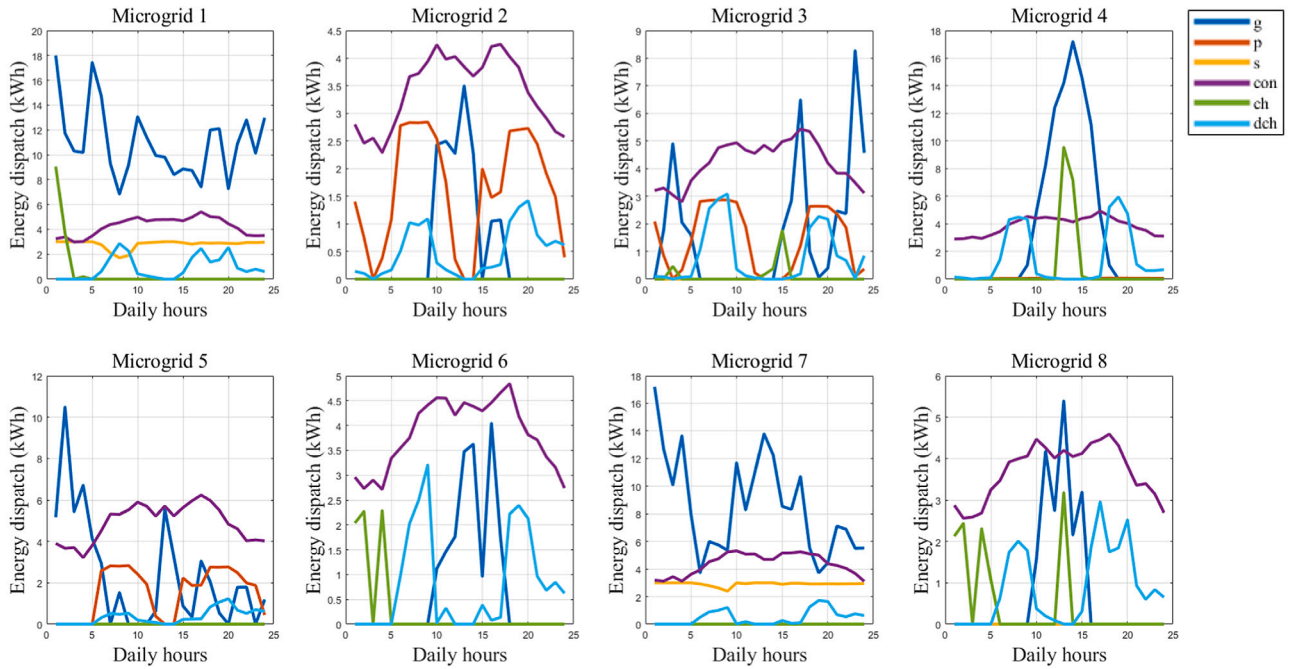 Microgrid 1
Microgrid 2
Microgrid 3
Microgrid 4
g
p
s
con
ch
dch
Energy dispatch (kWh)
20
18
16
14
12
10
8
6
4
2
0
0 5 10 15 20 25
Daily hours
Energy dispatch (kWh)
4.5
4
3.5
3
2.5
2
1.5
1
0.5
0
0 5 10 15 20 25
Daily hours
Energy dispatch (kWh)
9
8
7
6
5
4
3
2
1
0
0 5 10 15 20 25
Daily hours
Energy dispatch (kWh)
18
16
14
12
10
8
6
4
2
0
0 5 10 15 20 25
Daily hours
Microgrid 5
Microgrid 6
Microgrid 7
Microgrid 8
Energy dispatch (kWh)
12
10
8
6
4
2
0
0 5 10 15 20 25
Daily hours
Energy dispatch (kWh)
5
4.5
4
3.5
3
2.5
2
1.5
1
0.5
0
0 5 10 15 20 25
Daily hours
Energy dispatch (kWh)
18
16
14
12
10
8
6
4
2
0
0 5 10 15 20 25
Daily hours
Energy dispatch (kWh)
6
5
4
3
2
1
0
0 5 10 15 20 25
Daily hours